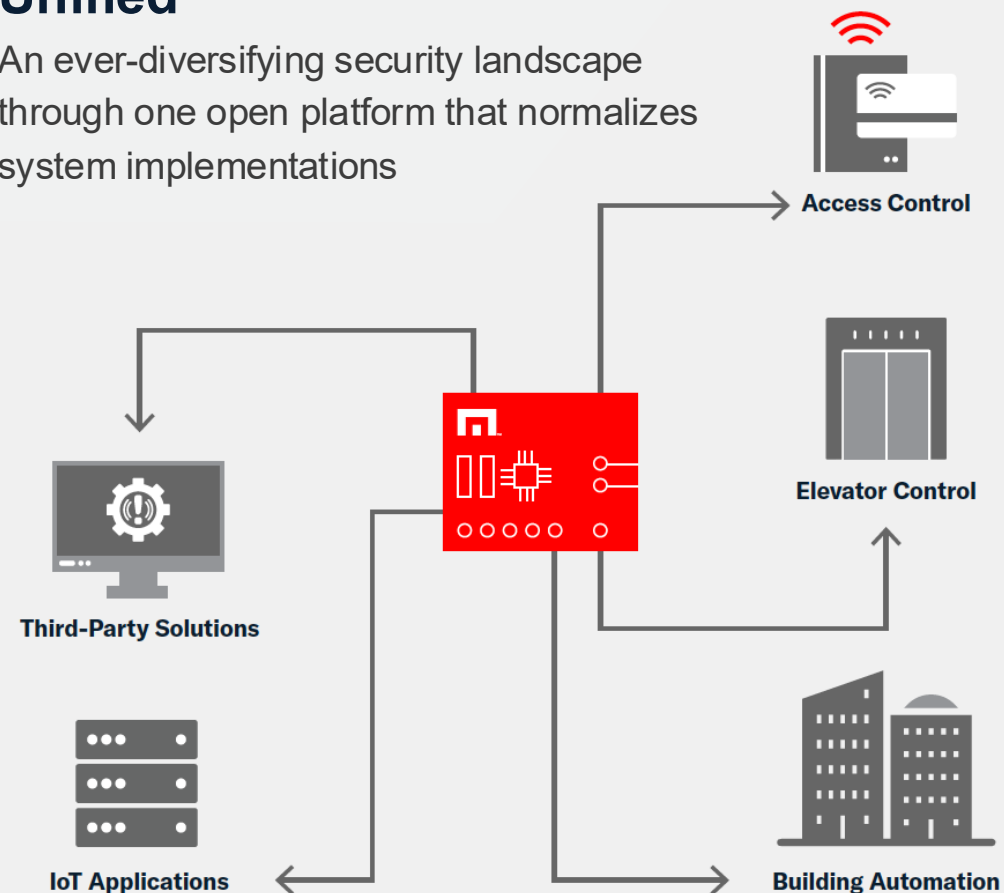 Unified
An ever-diversifying security landscape
through one open platform that normalizes
system implementations
Access Control
Elevator Control
Third-Party Solutions
IoT Applications
Building Automation